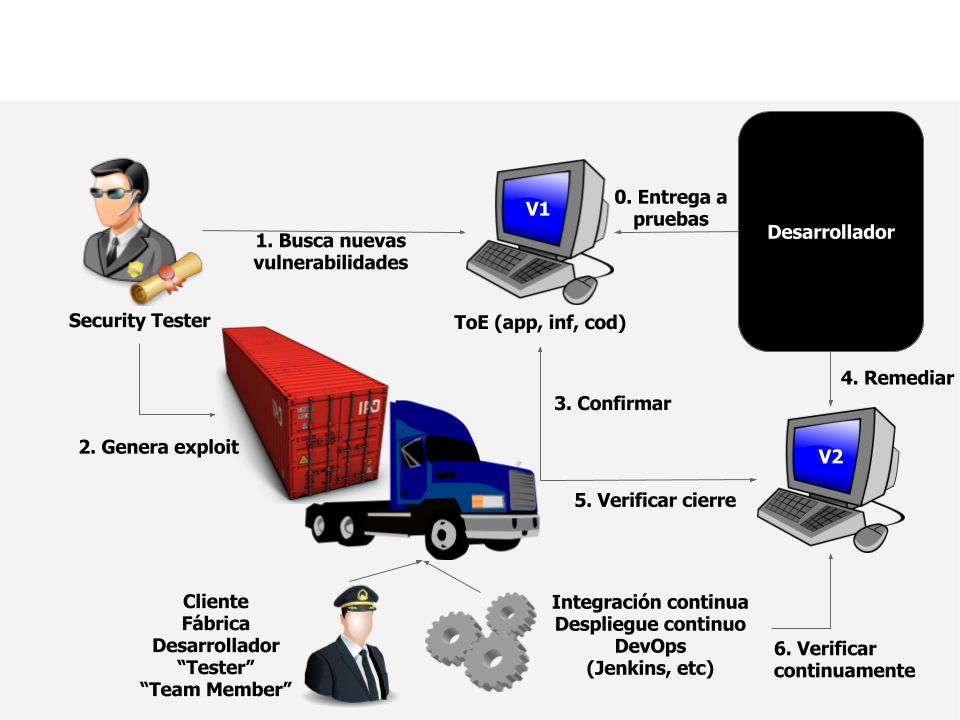 V1
0. Entrega a
pruebas
Desarrollador
1. Busca nuevas
vulnerabilidades
Security Tester
ToE (app, inf, cod)
4. Remediar
3. Confirmar
2. Genera exploit
V2
5. Verificar cierre
Cliente
Fábrica
Desarrollador
“Tester”
“Team Member”
Integración continua
Despliegue continuo
DevOps
(Jenkins, etc)
6. Verificar
continuamente